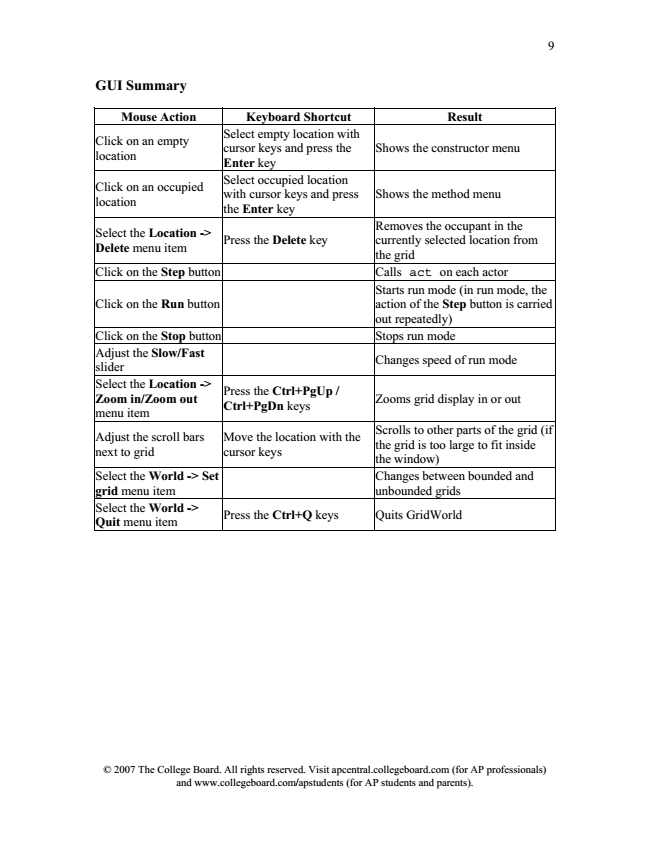 9
GUI Summary
Mouse Action Keyboard Shortcut Result
Click on an empty
location
Select empty location with
cursor keys and press the
Enter key
Shows the constructor menu
Click on an occupied
location
Select occupied location
with cursor keys and press
the Enter key
Shows the method menu
Select the Location ->
Delete menu item
Press the Delete key
Removes the occupant in the
currently selected location from
the grid
Click on the Step button
Calls act on each actor
Click on the Run button
Starts run mode (in run mode, the
action of the Step button is carried
out repeatedly)
Click on the Stop button
Stops run mode
Adjust the Slow/Fast
slider
Changes speed of run mode
Select the Location ->
Zoom in/Zoom out
menu item
Press the Ctrl+PgUp /
Ctrl+PgDn keys
Zooms grid display in or out
Adjust the scroll bars
next to grid
Move the location with the
cursor keys
Scrolls to other parts of the grid (if
the grid is too large to fit inside
the window)
Select the World -> Set
grid menu item
Changes between bounded and
unbounded grids
Select the World ->
Quit menu item
Press the Ctrl+Q keys
Quits GridWorld
© 2007 The College Board. All rights reserved. Visit apcentral.collegeboard.com (for AP professionals)
and www.collegeboard.com/apstudents (for AP students and parents).